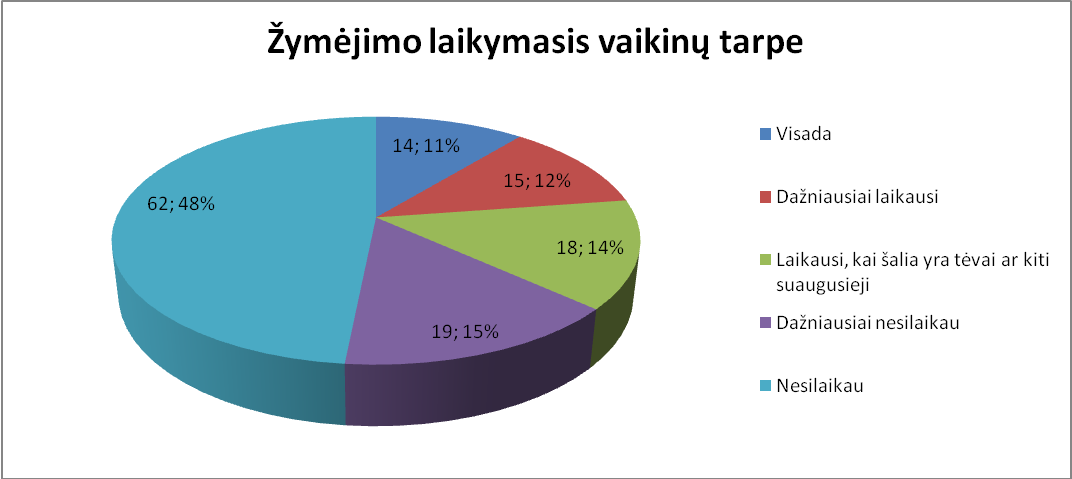 Žymėjimo laikymasis vaikinų tarpe
14; 11%
15; 12%
18; 14%
19; 15%
62; 48%
Visada
Dažniausiai laikausi
Laikausi, kai šalia yra tėvai ar kiti
suaugusieji
Dažniausiai nesilaikau
Nesilaikau